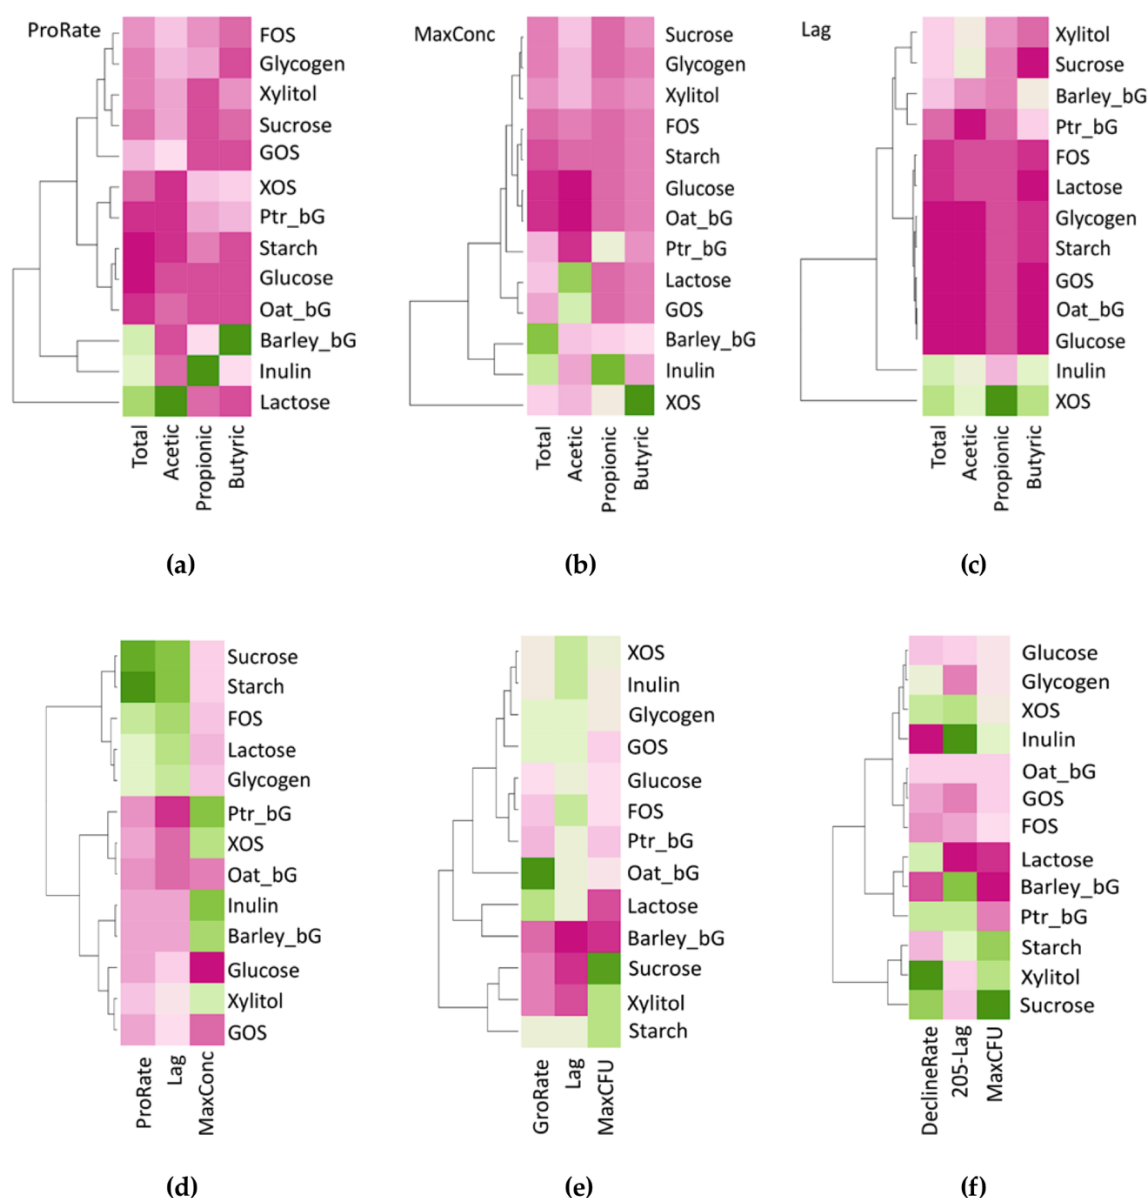 ProRate
FOS
Glycogen
Xylitol
Sucrose
GOS
XOS
Ptr_bG
Starch
Glucose
Oat_bG
Barley_bG
Inulin
Lactose
Total
Acetic
Propionic
Butyric
(a)
MaxConc
Sucrose
Glycogen
Xylitol
FOS
Starch
Glucose
Oat_bG
Ptr_bG
Lactose
GOS
Barley_bG
Inulin
XOS
Total
Acetic
Propionic
Butyric
(b)
Lag
Xylitol
Sucrose
Barley_bG
Ptr_bG
FOS
Lactose
Glycogen
Starch
GOS
Oat_bG
Glucose
Inulin
XOS
Total
Acetic
Propionic
Butyric
(c)
Sucrose
Starch
FOS
Lactose
Glycogen
Ptr_bG
XOS
Oat_bG
Inulin
Barley_bG
Glucose
Xylitol
GOS
ProRate
Lag
MaxConc
(d)
XOS
Inulin
Glycogen
GOS
Glucose
FOS
Ptr_bG
Oat_bG
Lactose
Barley_bG
Sucrose
Xylitol
Starch
GroRate
Lag
MaxCFU
(e)
Glucose
Glycogen
XOS
Inulin
Oat_bG
GOS
FOS
Lactose
Barley_bG
Ptr_bG
Starch
Xylitol
Sucrose
DeclineRate
205-Lag
MaxCFU
(f)